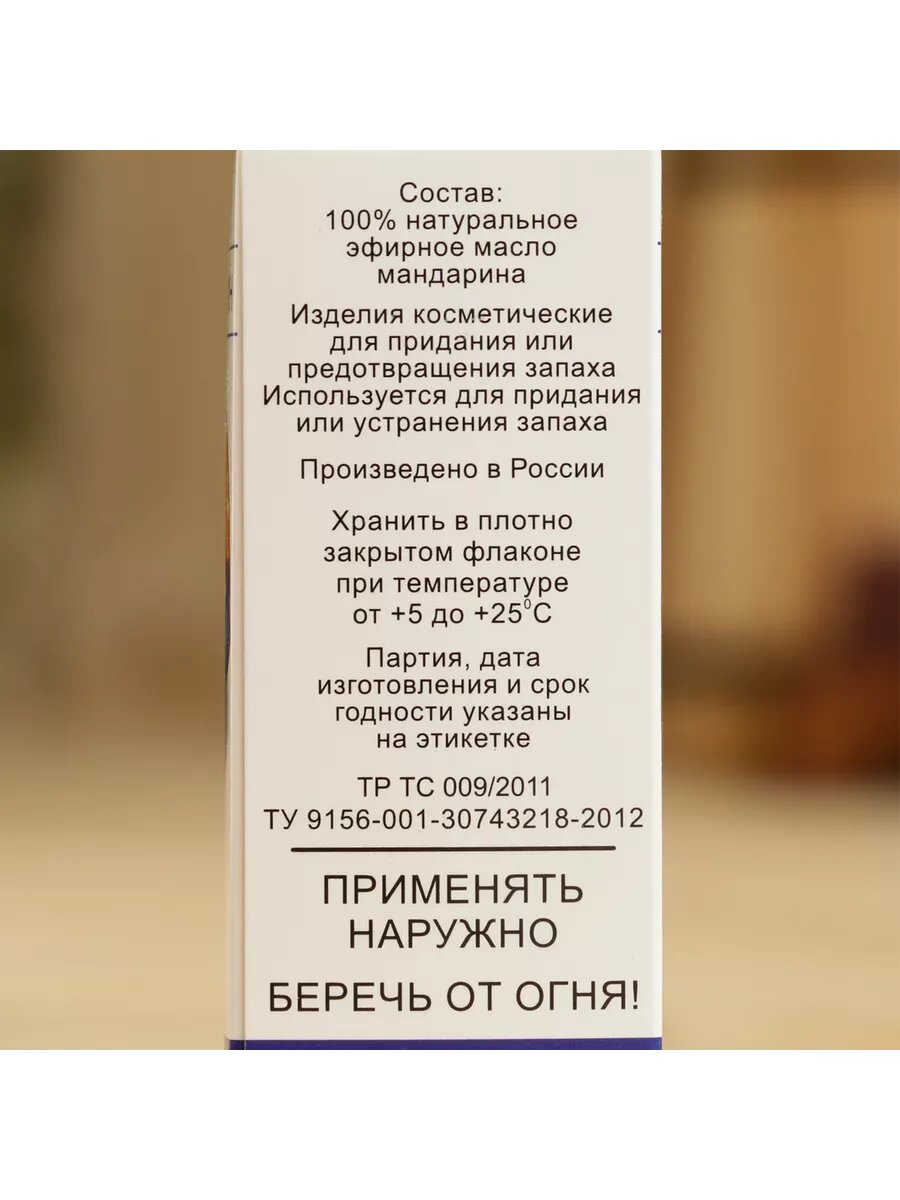 Состав:
100% натуральное
эфирное масло
мандарина
Изделия косметические
для придания или
предотвращения запаха
Используется для придания
или устранения запаха
Произведено в России
Хранить в плотно
закрытом флаконе
при температуре
от +5 до +25⁰С
Партия, дата
изготовления и срок
годности указаны
на этикетке
ТР ТС 009/2011
ТУ 9156-001-30743218-2012
ПРИМЕНЯТЬ
НАРУЖНО
БЕРЕЧЬ ОТ ОГНЯ!